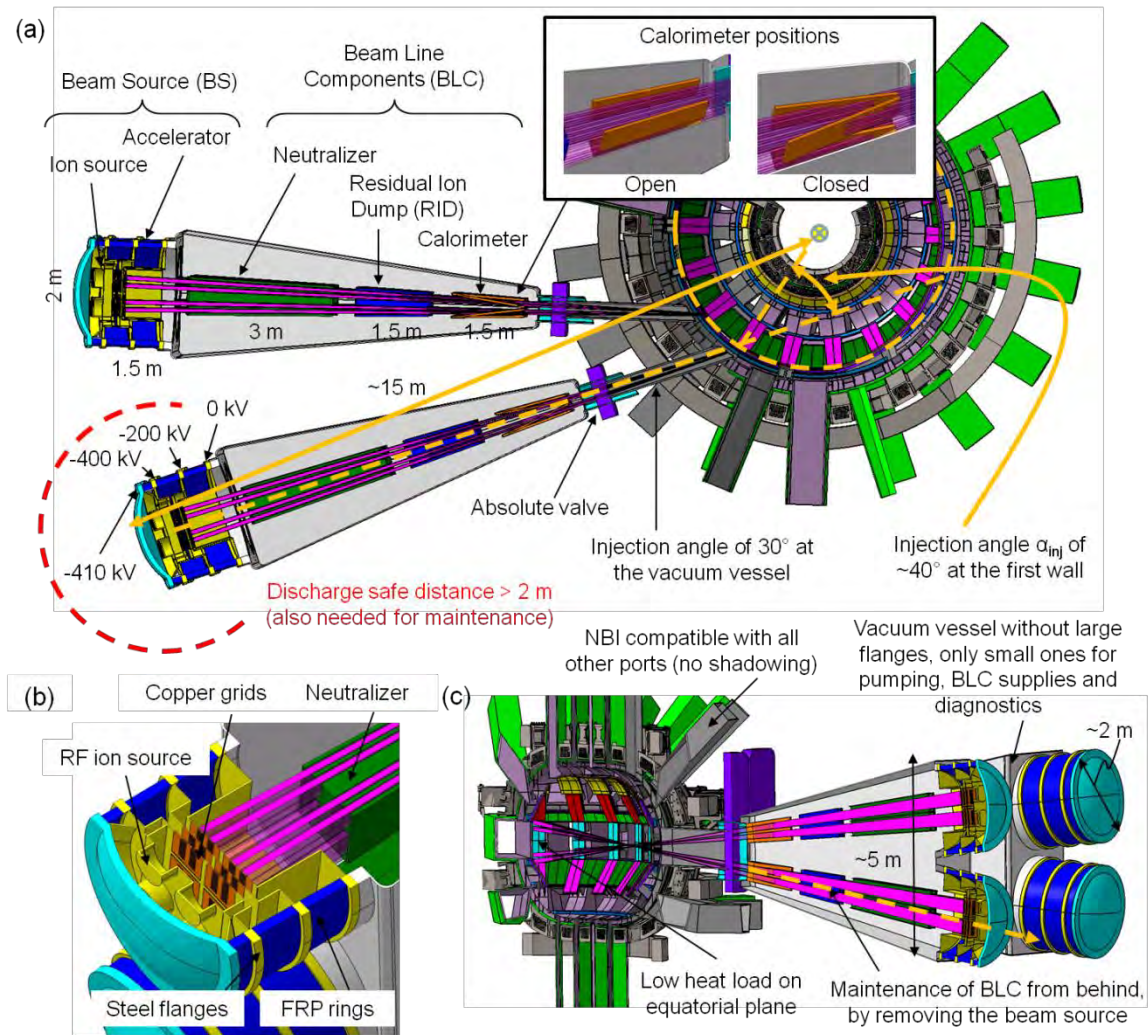 (a)
Beam Source (BS)
Accelerator
Ion source
Beam Line
Components (BLC)
Neutralizer
Residual Ion
Dump (RID)
Calorimeter
Calorimeter positions
Open
Closed
2 m
1.5 m
3 m
1.5 m
1.5 m
~15 m
0 kV
-200 kV
-400 kV
-410 kV
Discharge safe distance > 2 m
(also needed for maintenance)
Absolute valve
Injection angle of 30° at
the vacuum vessel
Injection angle αinj of
~40° at the first wall
(b)
Copper grids
Neutralizer
RF ion source
Steel flanges
FRP rings
(c)
NBI compatible with all
other ports (no shadowing)
Vacuum vessel without large
flanges, only small ones for
pumping, BLC supplies and
diagnostics
~2 m
~5 m
Low heat load on
equatorial plane
Maintenance of BLC from behind,
by removing the beam source